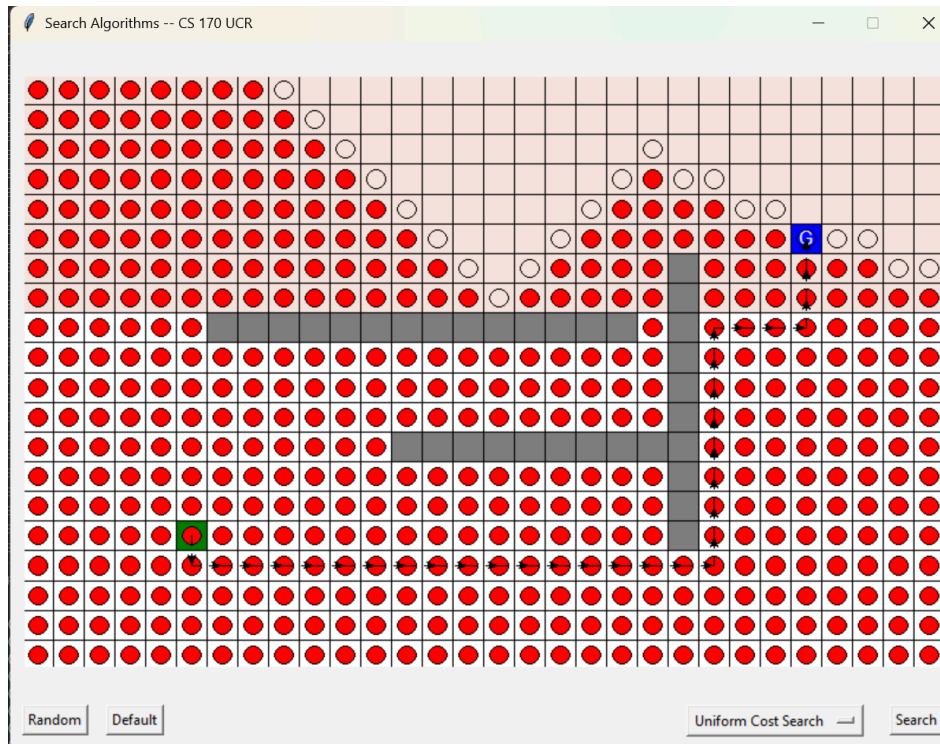 Search Algorithms -- CS 170 UCR
G
Random
Default
Uniform Cost Search
Search